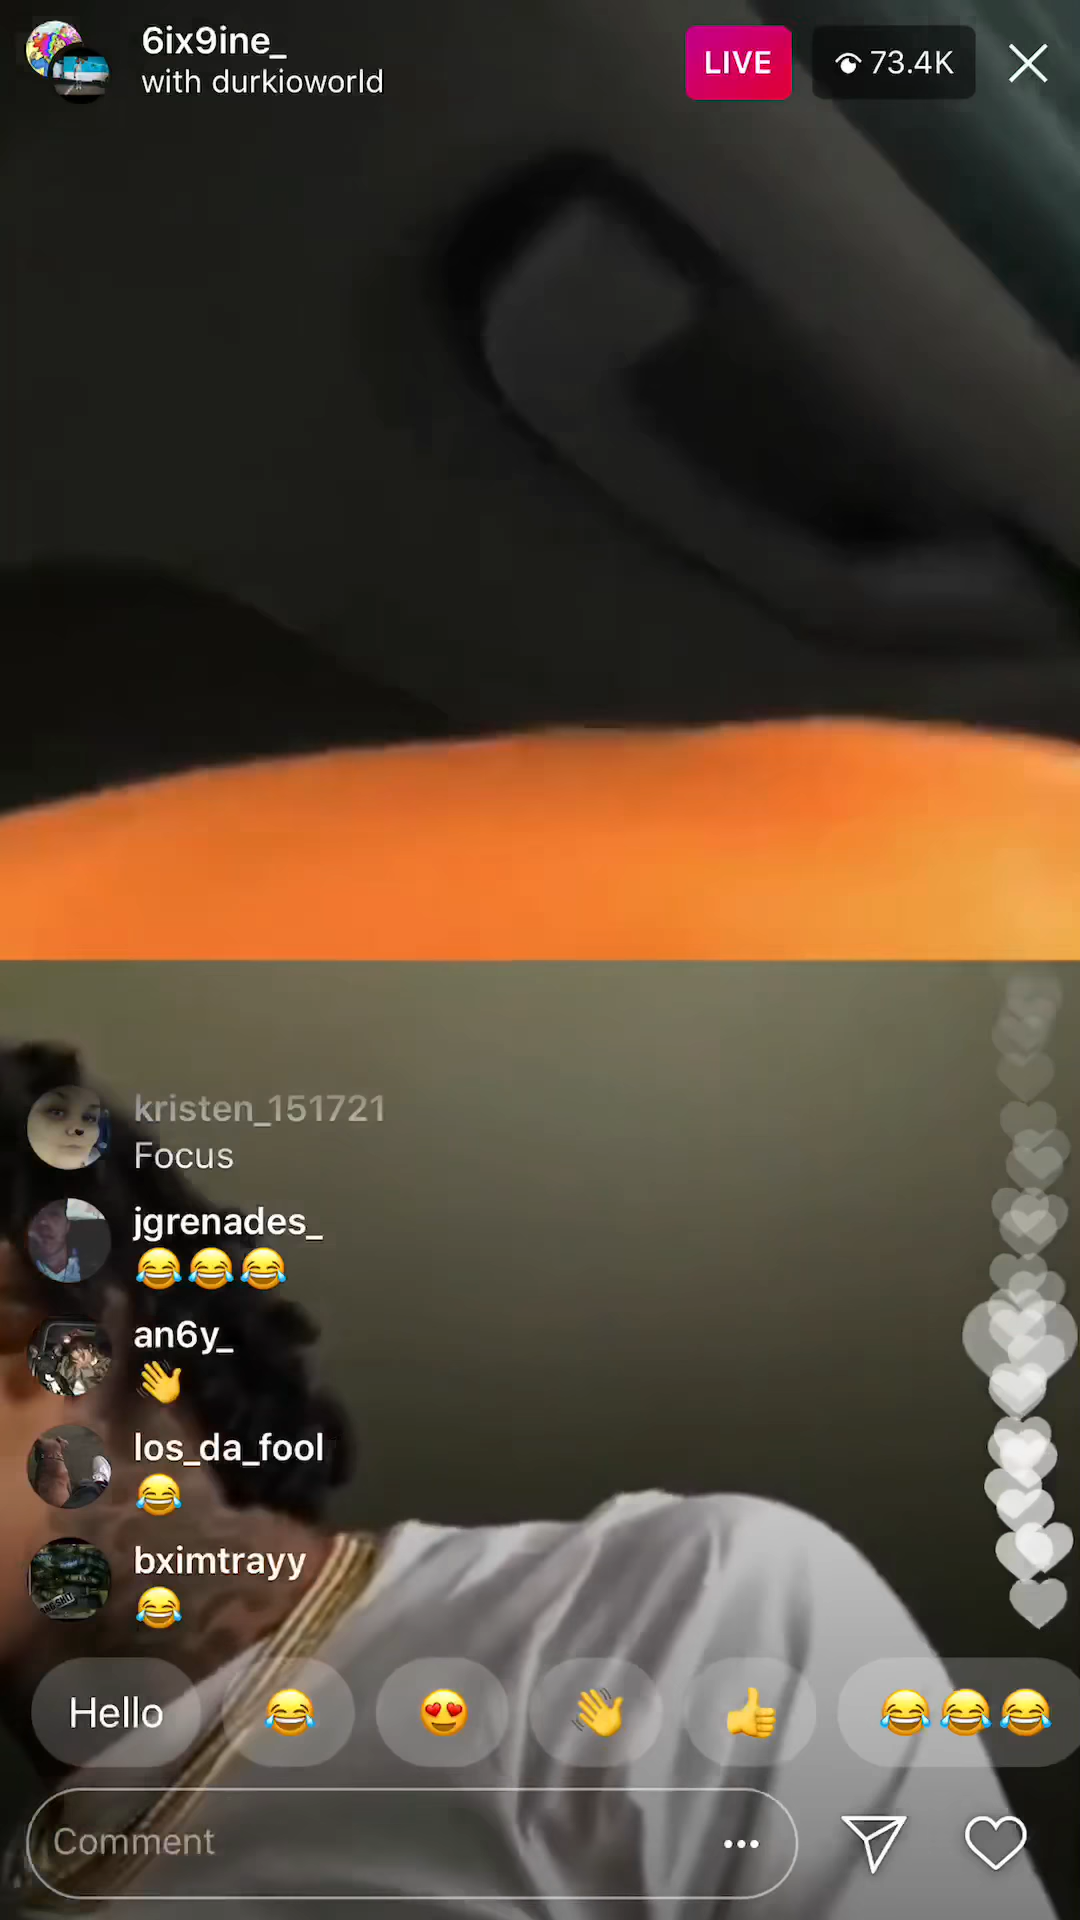 6ix9ine_
with durkioworld
LIVE
73.4K
kristen_151721
Focus
jgrenades_
😂😂😂
an6y_
👋
los_da_fool
😂
bximtrayy
😂
Hello 😂 😍 👋 👍 😂😂😂
Comment